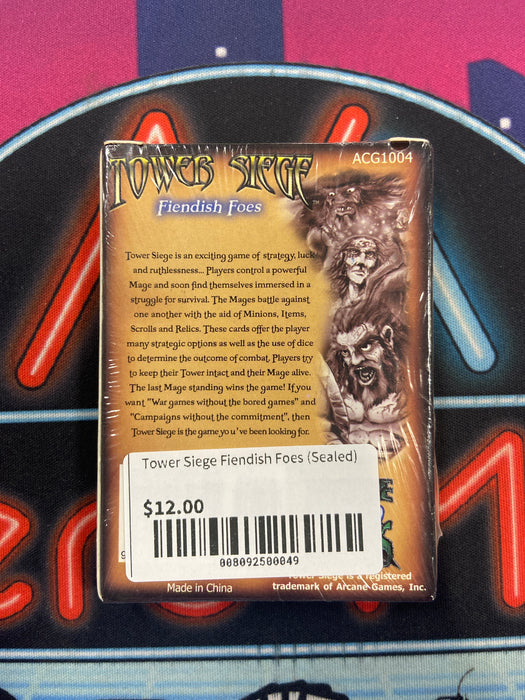 TOWER SIEGE
ACG1004
Fiendish Foes
Tower Siege is an exciting game of strategy, luck
and ruthlessness... Players control a powerful
Mage and soon find themselves immersed in a
struggle for survival. The Mages battle against
one another with the aid of Minions, Items,
Scrolls and Relics. These cards offer the player
many strategic options as well as the use of dice
to determine the outcome of combat. Players try
to keep their Tower intact and their Mage alive.
The last Mage standing wins the game! If you
want "War games without the bored games" and
"Campaigns without the commitment", then
Tower Siege is the game you've been looking for.
Tower Siege Fiendish Foes (Sealed)
$12.00
008092500049
Made in China
Tower Siege is a registered
trademark of Arcane Games, Inc.